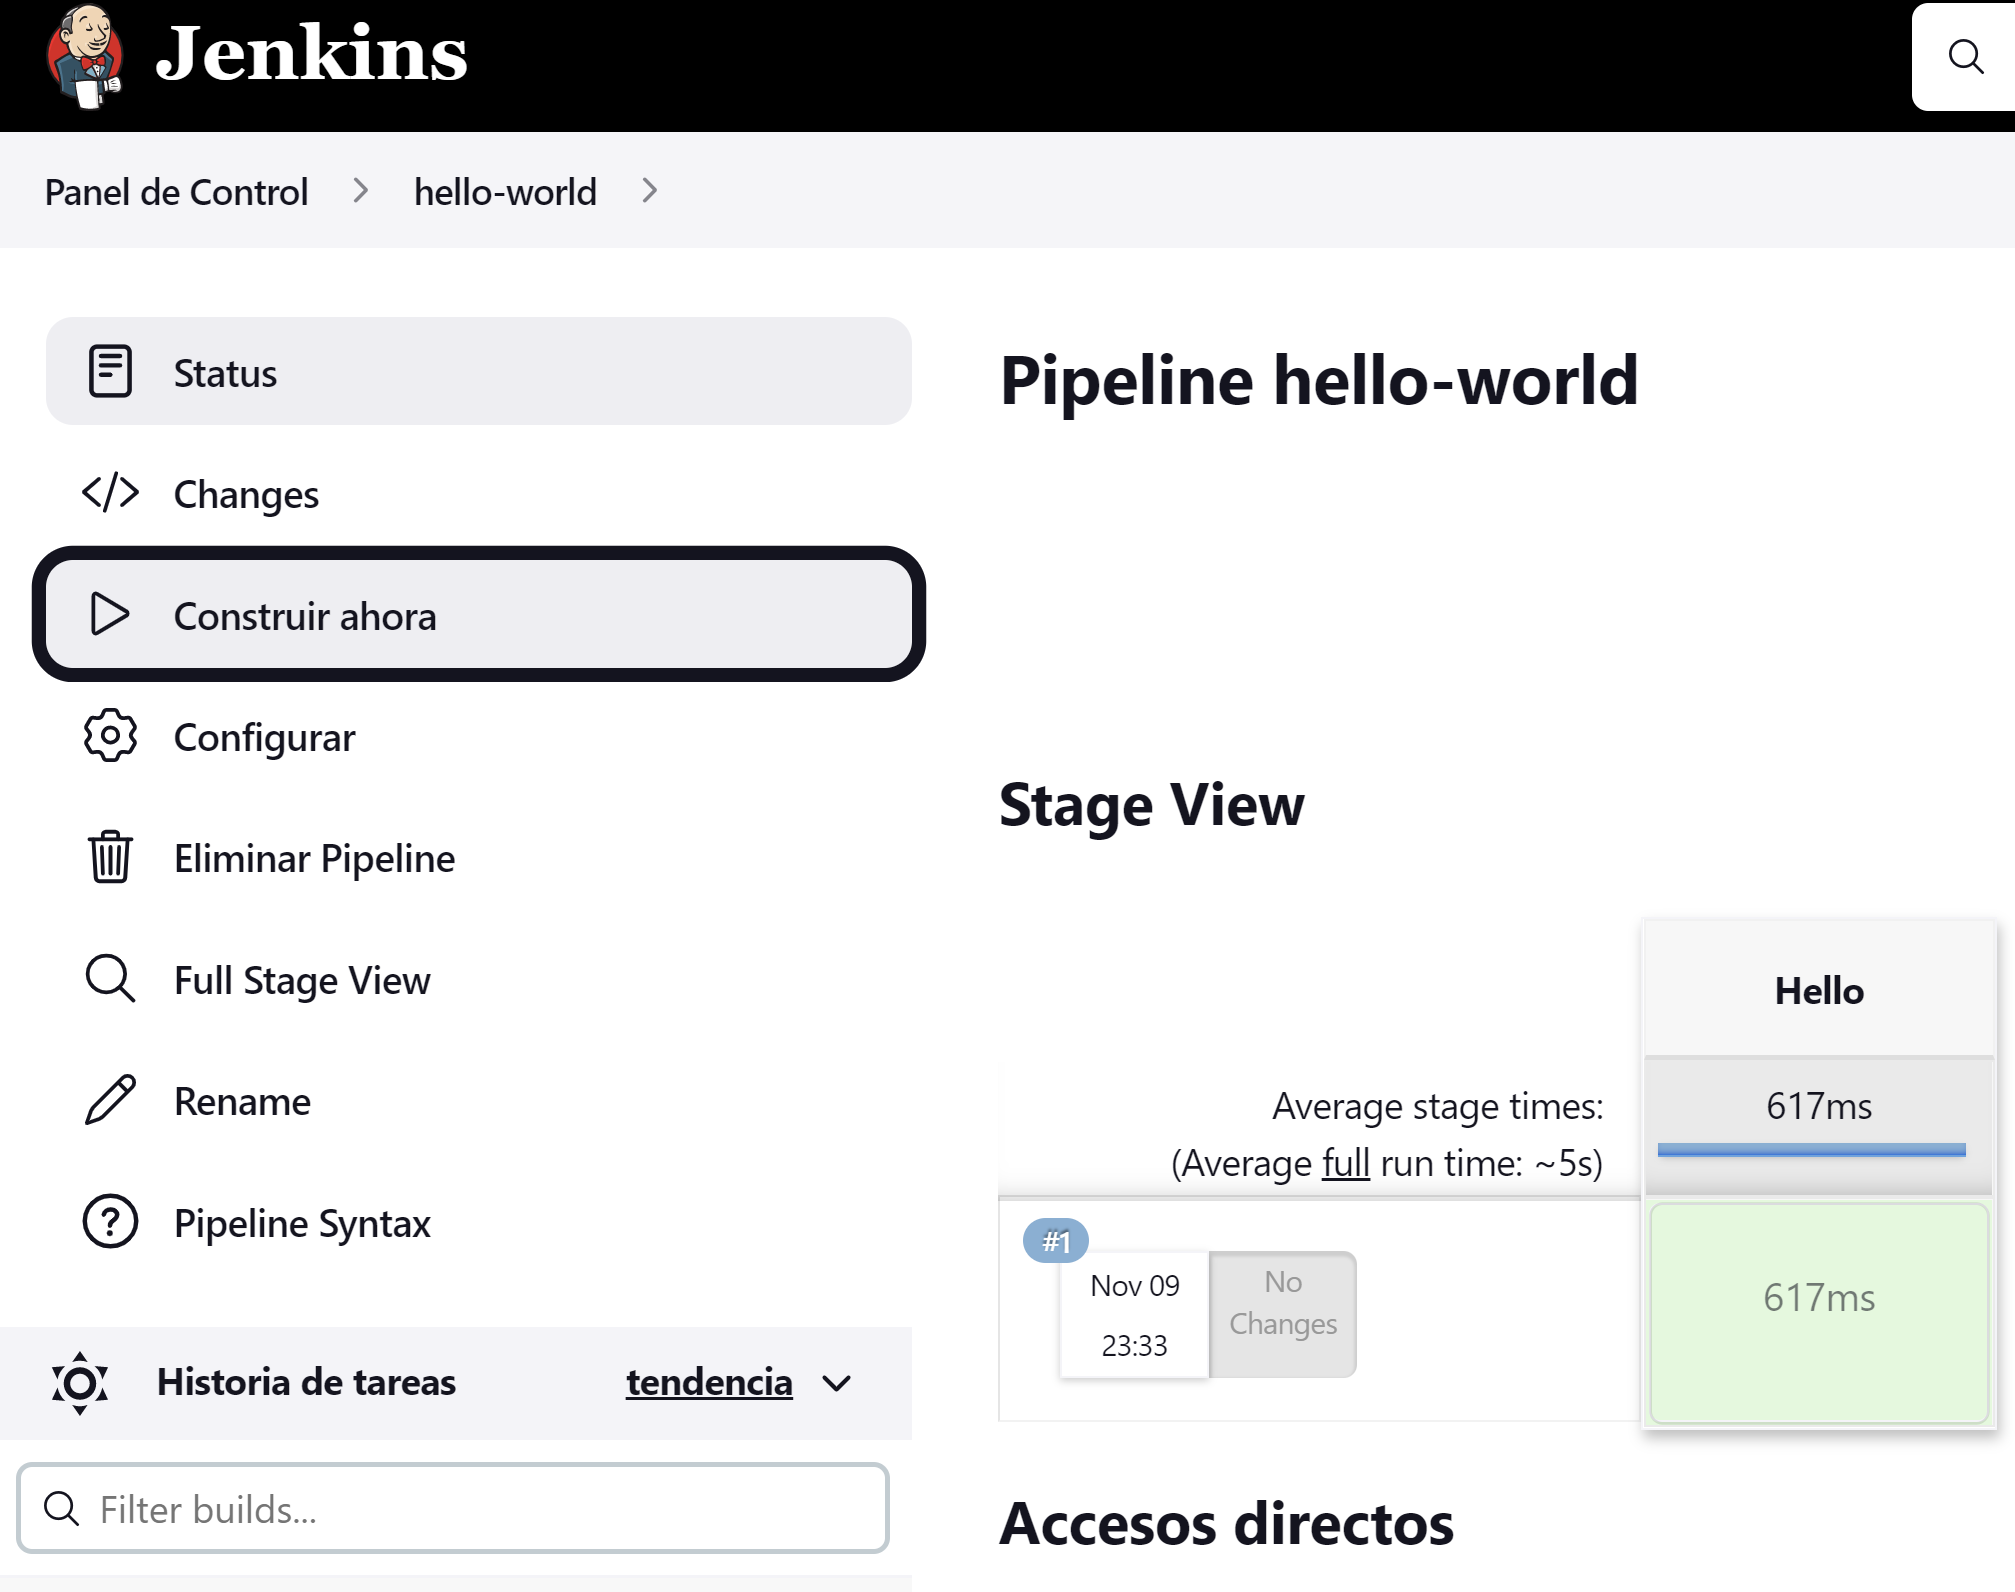 Jenkins
Panel de Control
hello-world
Status
Changes
Construir ahora
Configurar
Eliminar Pipeline
Full Stage View
Rename
Pipeline Syntax
Historia de tareas
tendencia
Filter builds...
Pipeline hello-world
Stage View
Hello
Average stage times:
617ms
(Average full run time: ~5s)
#1
Nov 09
23:33
No
Changes
617ms
Accesos directos